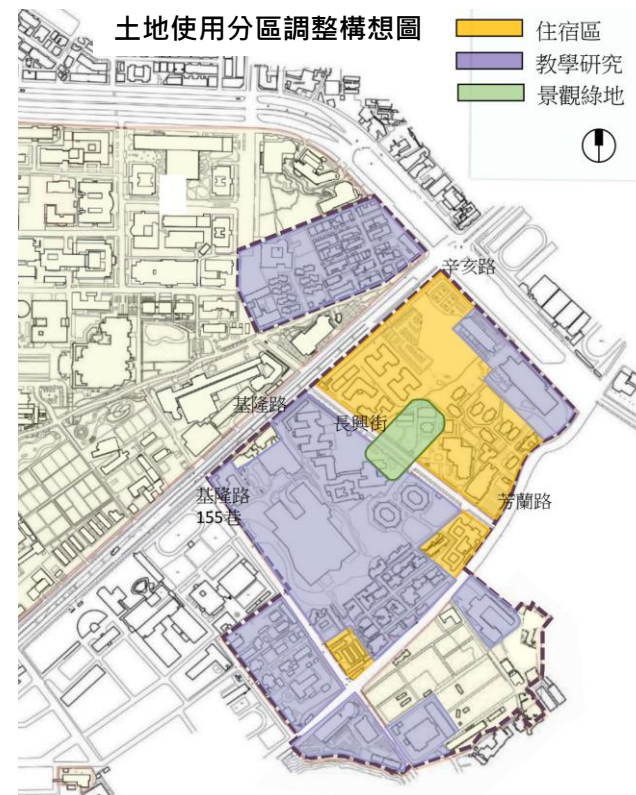 土地使用分區調整構想圖
住宿區
教學研究
景觀綠地
辛亥路
基隆路
長興街
基隆路
155巷
芳蘭路